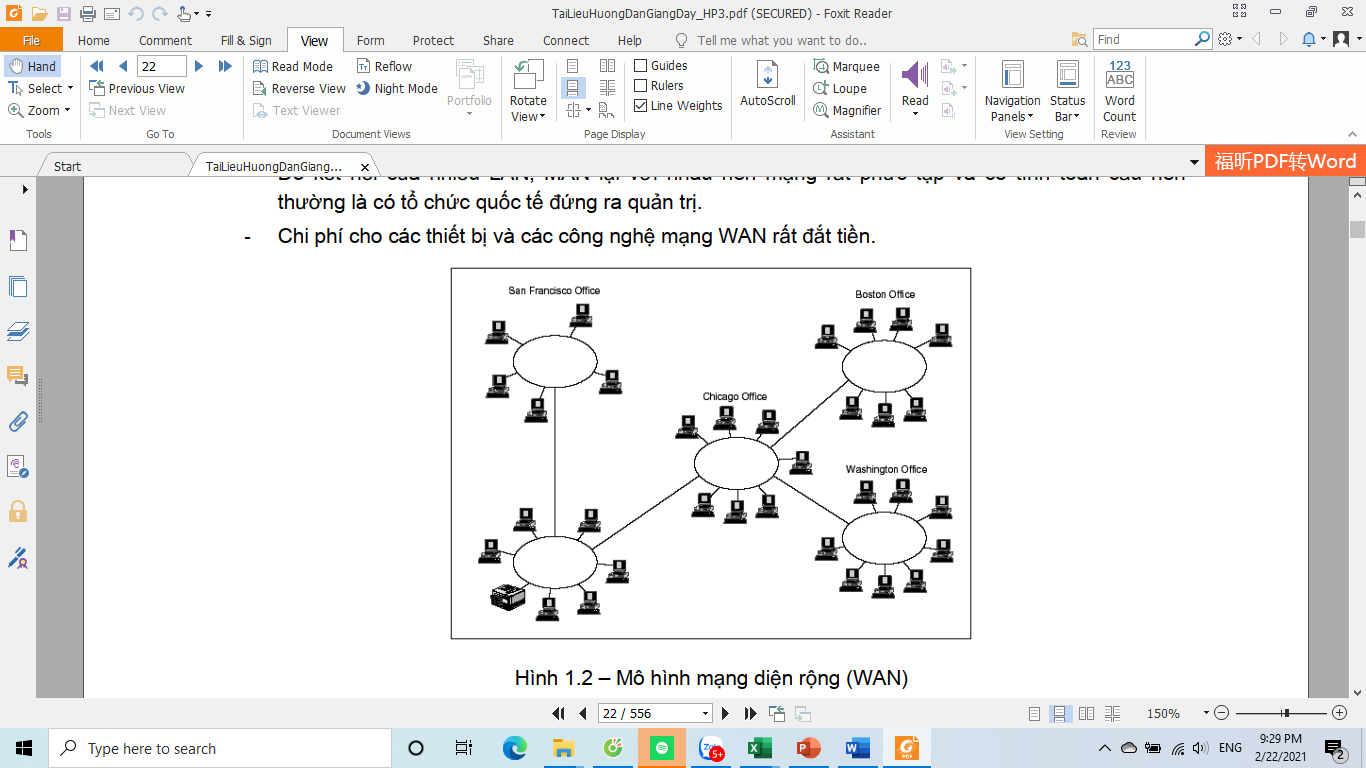 TaiLieuHuongDanGiangDay_HP3.pdf (SECURED) - Foxit Reader
File Home Comment Fill & Sign View Form Protect Share Connect Help Tell me what you want to do.. Find
Hand 22 Read Mode Reflow Guides Marquee 123
Select Previous View Reverse View Night Mode Portfolio Rotate View Rulers AutoScroll Loupe Read Navigation Panels Status Bar ABC Word Count
Zoom Next View Text Viewer Line Weights Magnifier
Tools Go To Document Views Page Display Assistant View Setting Review
Start TaiLieuHuongDanGiang... 福昕PDF转Word
thường là có tổ chức quốc tế đứng ra quản trị.
- Chi phí cho các thiết bị và các công nghệ mạng WAN rất đắt tiền.
San Francisco Office
Boston Office
Chicago Office
Washington Office
Hình 1.2 – Mô hình mạng diện rộng (WAN)
22 / 556 150%
Type here to search 5+ ENG 9:29 PM
2/22/2021 2